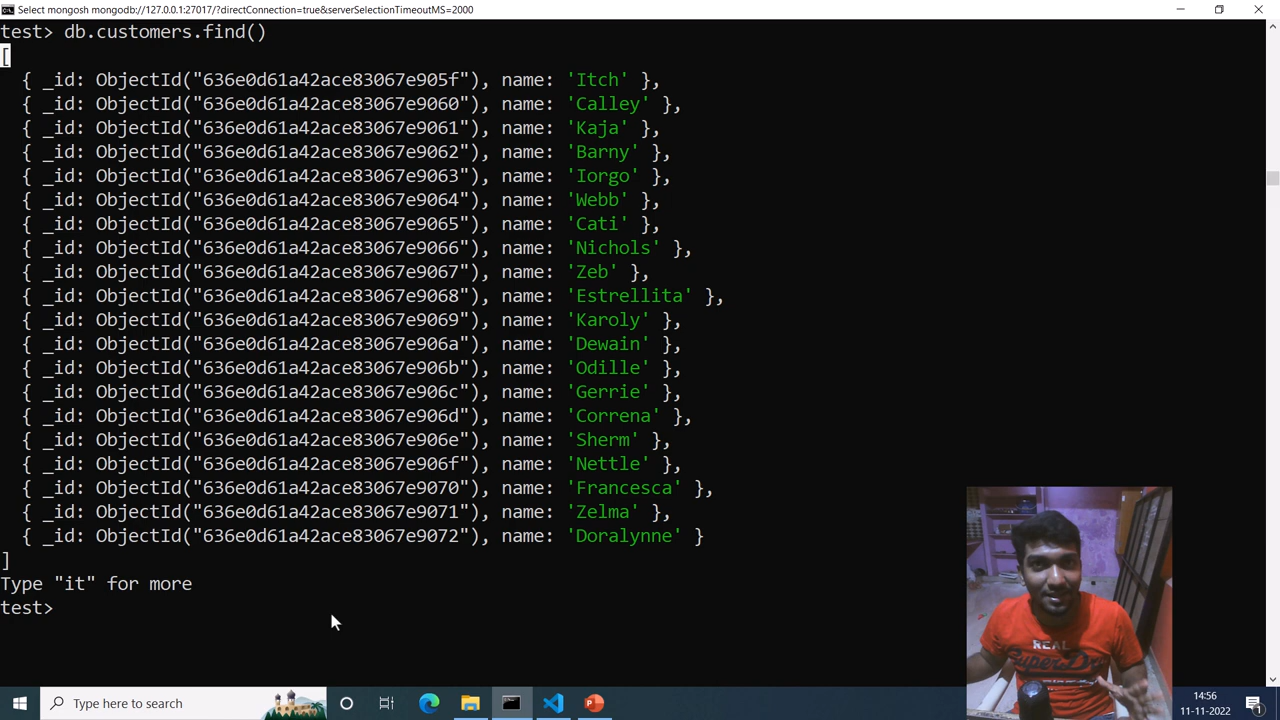 Select mongosh mongodb://127.0.0.1:27017/?directConnection=true&serverSelectionTimeoutMS=2000
test> db.customers.find()
[
{ _id: ObjectId("636e0d61a42ace83067e905f"), name: 'Itch' },
{ _id: ObjectId("636e0d61a42ace83067e9060"), name: 'Calley' },
{ _id: ObjectId("636e0d61a42ace83067e9061"), name: 'Kaja' },
{ _id: ObjectId("636e0d61a42ace83067e9062"), name: 'Barny' },
{ _id: ObjectId("636e0d61a42ace83067e9063"), name: 'Iorgo' },
{ _id: ObjectId("636e0d61a42ace83067e9064"), name: 'Webb' },
{ _id: ObjectId("636e0d61a42ace83067e9065"), name: 'Cati' },
{ _id: ObjectId("636e0d61a42ace83067e9066"), name: 'Nichols' },
{ _id: ObjectId("636e0d61a42ace83067e9067"), name: 'Zeb' },
{ _id: ObjectId("636e0d61a42ace83067e9068"), name: 'Estrellita' },
{ _id: ObjectId("636e0d61a42ace83067e9069"), name: 'Karoly' },
{ _id: ObjectId("636e0d61a42ace83067e906a"), name: 'Dewain' },
{ _id: ObjectId("636e0d61a42ace83067e906b"), name: 'Odille' },
{ _id: ObjectId("636e0d61a42ace83067e906c"), name: 'Gerrie' },
{ _id: ObjectId("636e0d61a42ace83067e906d"), name: 'Correna' },
{ _id: ObjectId("636e0d61a42ace83067e906e"), name: 'Sherm' },
{ _id: ObjectId("636e0d61a42ace83067e906f"), name: 'Nettle' },
{ _id: ObjectId("636e0d61a42ace83067e9070"), name: 'Francesca' },
{ _id: ObjectId("636e0d61a42ace83067e9071"), name: 'Zelma' },
{ _id: ObjectId("636e0d61a42ace83067e9072"), name: 'Doralynne' }
]
Type "it" for more
test>
REAL
Type here to search
14:56
11-11-2022
1